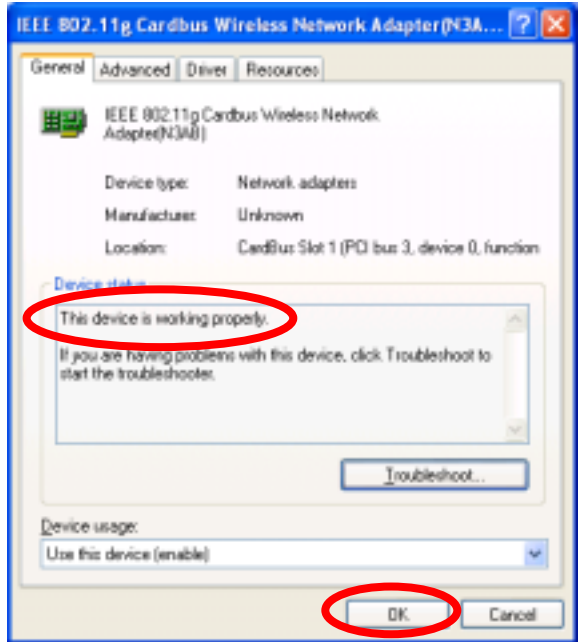 IEEE 802.11g Cardbus Wireless Network Adapter(N3A...
General Advanced Driver Resources
IEEE 802.11g Cardbus Wireless Network
Adapter(N3AB)
Device type: Network adapters
Manufacturer: Unknown
Location: CardBus Slot 1 (PCI bus 3, device 0, function
Device status
This device is working properly.
If you are having problems with this device, click Troubleshoot to
start the troubleshooter.
Troubleshoot...
Device usage:
Use this device (enable)
OK Cancel